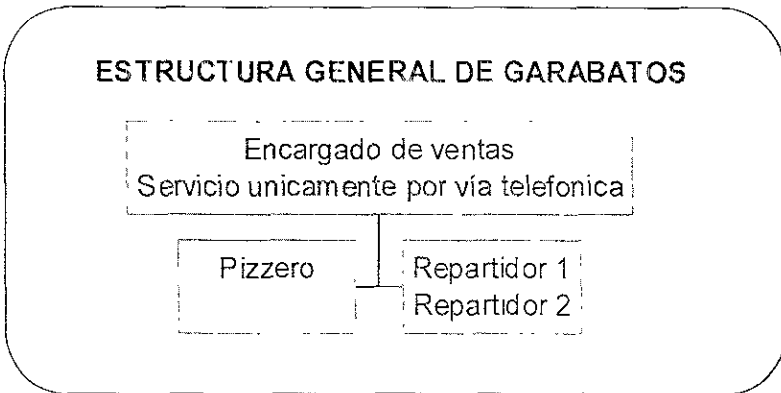 ESTRUCTURA GENERAL DE GARABATOS
Encargado de ventas
Servicio unicamente por vía telefonica
Pizzero
Repartidor 1
Repartidor 2